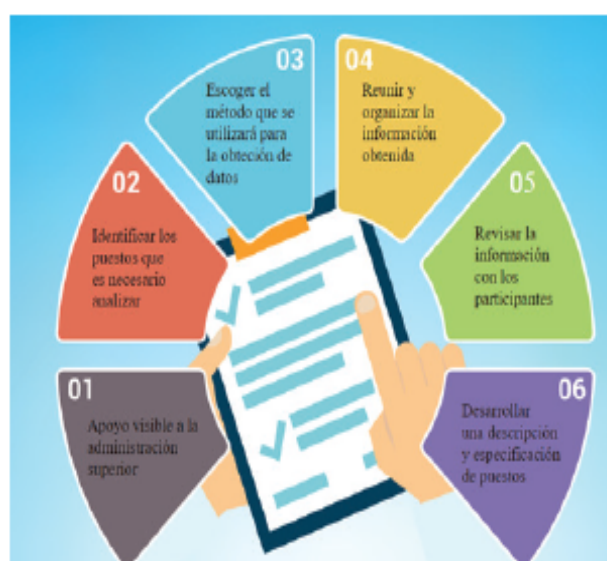 01
Apoyo visible a la
administración
superior
02
Identificar los
puestos que
es necesario
analizar
03
Escoger el
método que se
utilizará para
la obteción de
datos
04
Reunir y
organizar la
información
obtenida
05
Revisar la
información
con los
participantes
06
Desarrollar
una descripción
y especificación
de puestos